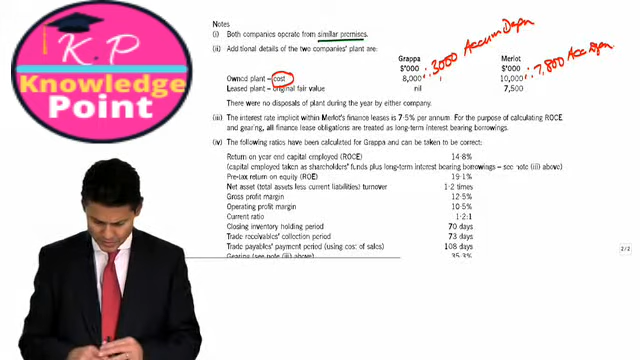 K.P
Knowledge
Point
Notes
(i) Both companies operate from similar premises.
(ii) Additional details of the two companies' plant are:
Grappa Merlot
$'000 $'000
Owned plant – cost 8,000 10,000
∴ 3000 Accum Depn ∴ 7,800 Acc Depn
Leased plant – original fair value nil 7,500
There were no disposals of plant during the year by either company.
(iii) The interest rate implicit within Merlot's finance leases is 7·5% per annum. For the purpose of calculating ROCE
and gearing, all finance lease obligations are treated as long-term interest bearing borrowings.
(iv) The following ratios have been calculated for Grappa and can be taken to be correct:
Return on year end capital employed (ROCE) 14·8%
(capital employed taken as shareholders' funds plus long-term interest bearing borrowings – see note (iii) above)
Pre-tax return on equity (ROE) 19·1%
Net asset (total assets less current liabilities) turnover 1·2 times
Gross profit margin 12·5%
Operating profit margin 10·5%
Current ratio 1·2:1
Closing inventory holding period 70 days
Trade receivables' collection period 73 days
Trade payables' payment period (using cost of sales) 108 days
Gearing (see note (iii) above) 35·3%
2/2